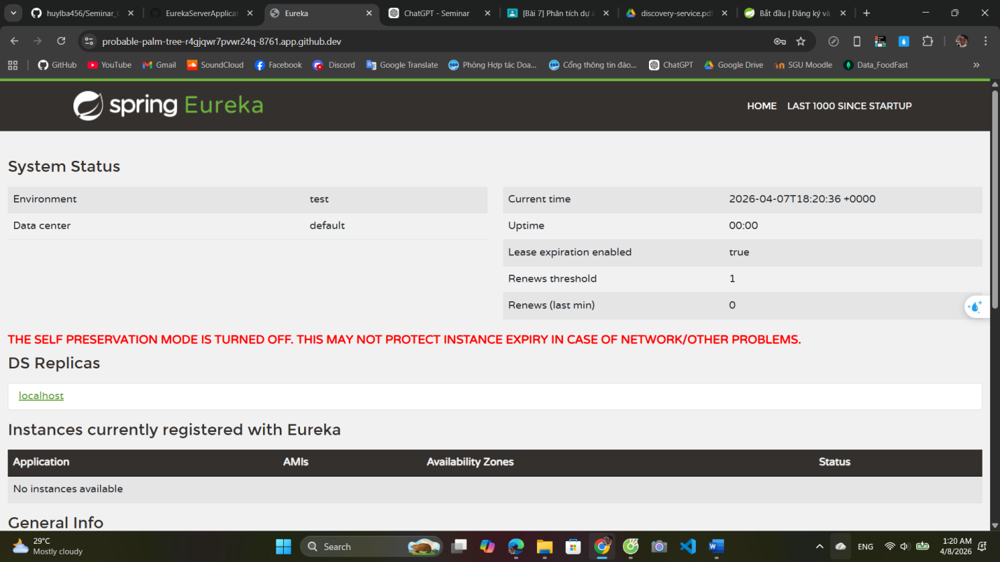 huylba456/Seminar_
EurekaServerApplicat
Eureka
ChatGPT - Seminar
[Bài 7] Phân tích dự á
discovery-service.pdf
Bắt đầu | Đăng ký và
probable-palm-tree-r4gjqwr7pvwr24q-8761.app.github.dev
GitHub
YouTube
Gmail
SoundCloud
Facebook
Discord
Google Translate
Phòng Hợp tác Doa...
Cổng thông tin đào...
ChatGPT
Google Drive
SGU Moodle
Data_FoodFast
spring Eureka
HOME
LAST 1000 SINCE STARTUP
System Status
Environment test
Data center default
Current time 2026-04-07T18:20:36 +0000
Uptime 00:00
Lease expiration enabled true
Renews threshold 1
Renews (last min) 0
THE SELF PRESERVATION MODE IS TURNED OFF. THIS MAY NOT PROTECT INSTANCE EXPIRY IN CASE OF NETWORK/OTHER PROBLEMS.
DS Replicas
localhost
Instances currently registered with Eureka
Application AMIs Availability Zones Status
No instances available
General Info
29°C
Mostly cloudy
Search
ENG
1:20 AM
4/8/2026